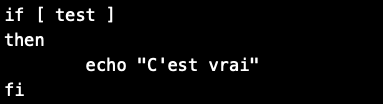 if [ test ]
then
        echo "C'est vrai"
fi